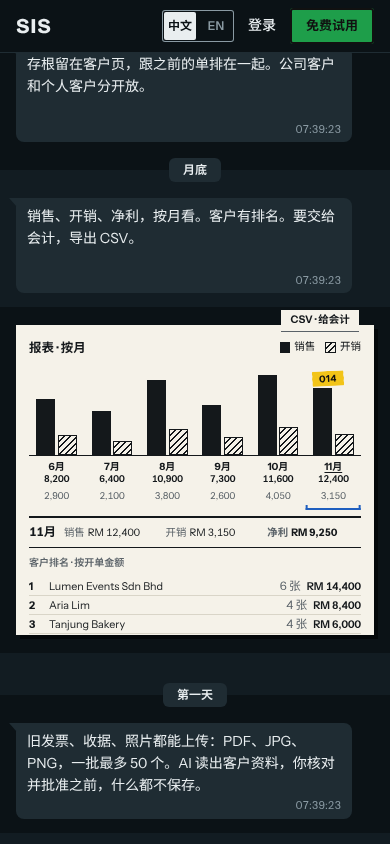 SIS
中文 EN 登录 免费试用
存根留在客户页，跟之前的单排在一起。公司客户
和个人客户分开放。
07:39:23
月底
销售、开销、净利，按月看。客户有排名。要交给
会计，导出 CSV。
07:39:23
CSV·给会计
报表·按月 销售 开销
014
6月 7月 8月 9月 10月 11月
8,200 6,400 10,900 7,300 11,600 12,400
2,900 2,100 3,800 2,600 4,050 3,150
11月 销售 RM 12,400 开销 RM 3,150 净利 RM 9,250
客户排名·按开单金额
1 Lumen Events Sdn Bhd 6 张 RM 14,400
2 Aria Lim 4 张 RM 8,400
3 Tanjung Bakery 4 张 RM 6,000
第一天
旧发票、收据、照片都能上传：PDF、JPG、
PNG，一批最多 50 个。AI 读出客户资料，你核对
并批准之前，什么都不保存。
07:39:23